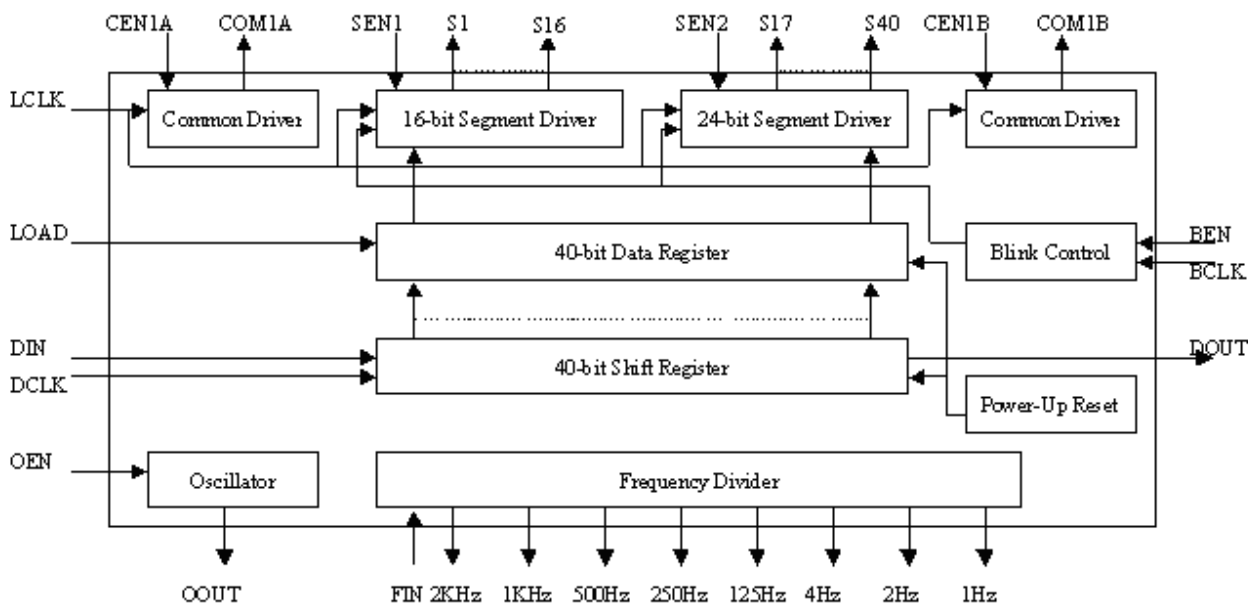 CEN1A COM1A SEN1 S1 S16 SEN2 S17 S40 CEN1B COM1B
LCLK Common Driver 16-bit Segment Driver 24-bit Segment Driver Common Driver
LOAD 40-bit Data Register Blink Control BEN
BCLK
DIN 40-bit Shift Register DOUT
DCLK
Power-Up Reset
OEN Oscillator Frequency Divider
OOUT FIN 2KHz 1KHz 500Hz 250Hz 125Hz 4Hz 2Hz 1Hz